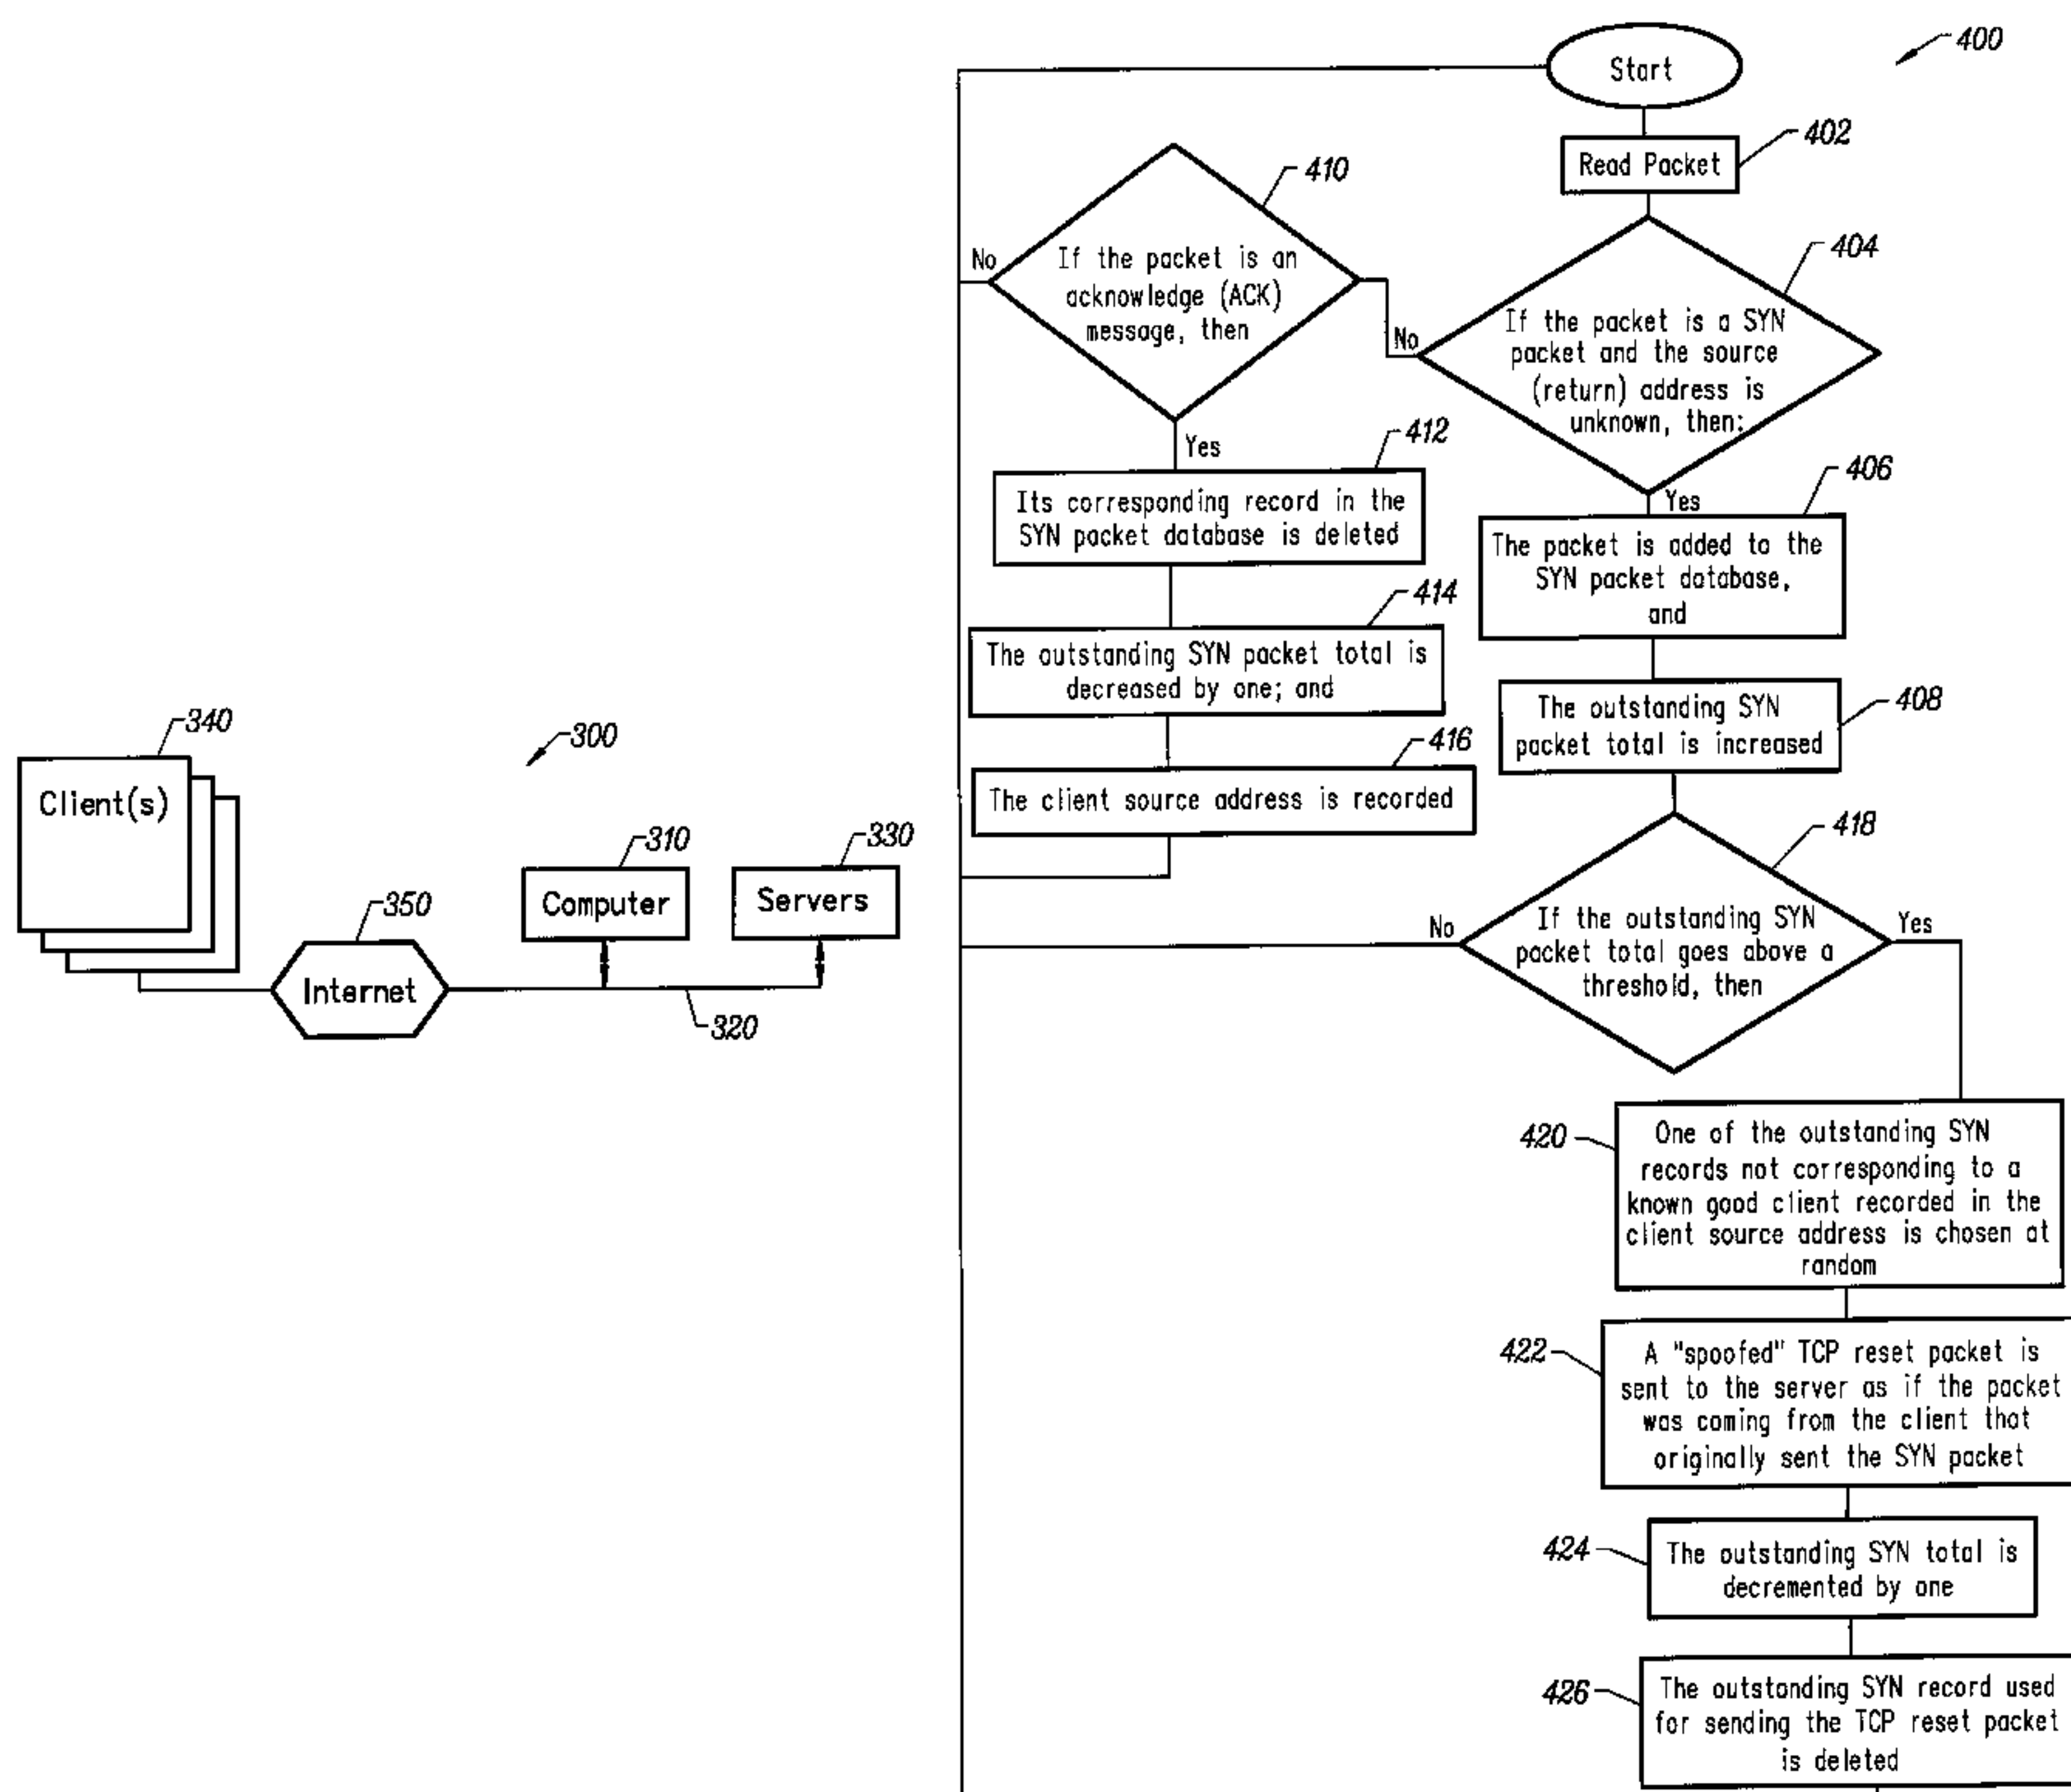 340
Client(s)
300
350
Internet
310
Computer
330
Servers
320
400
Start
402
Read Packet
404
If the packet is a SYN
packet and the source
(return) address is
unknown, then:
No
Yes
410
If the packet is an
acknowledge (ACK)
message, then
No
Yes
412
Its corresponding record in the
SYN packet database is deleted
414
The outstanding SYN packet total is
decreased by one; and
416
The client source address is recorded
406
The packet is added to the
SYN packet database,
and
408
The outstanding SYN
packet total is increased
418
If the outstanding SYN
packet total goes above a
threshold, then
No
Yes
420
One of the outstanding SYN
records not corresponding to a
known good client recorded in the
client source address is chosen at
random
422
A "spoofed" TCP reset packet is
sent to the server as if the packet
was coming from the client that
originally sent the SYN packet
424
The outstanding SYN total is
decremented by one
426
The outstanding SYN record used
for sending the TCP reset packet
is deleted